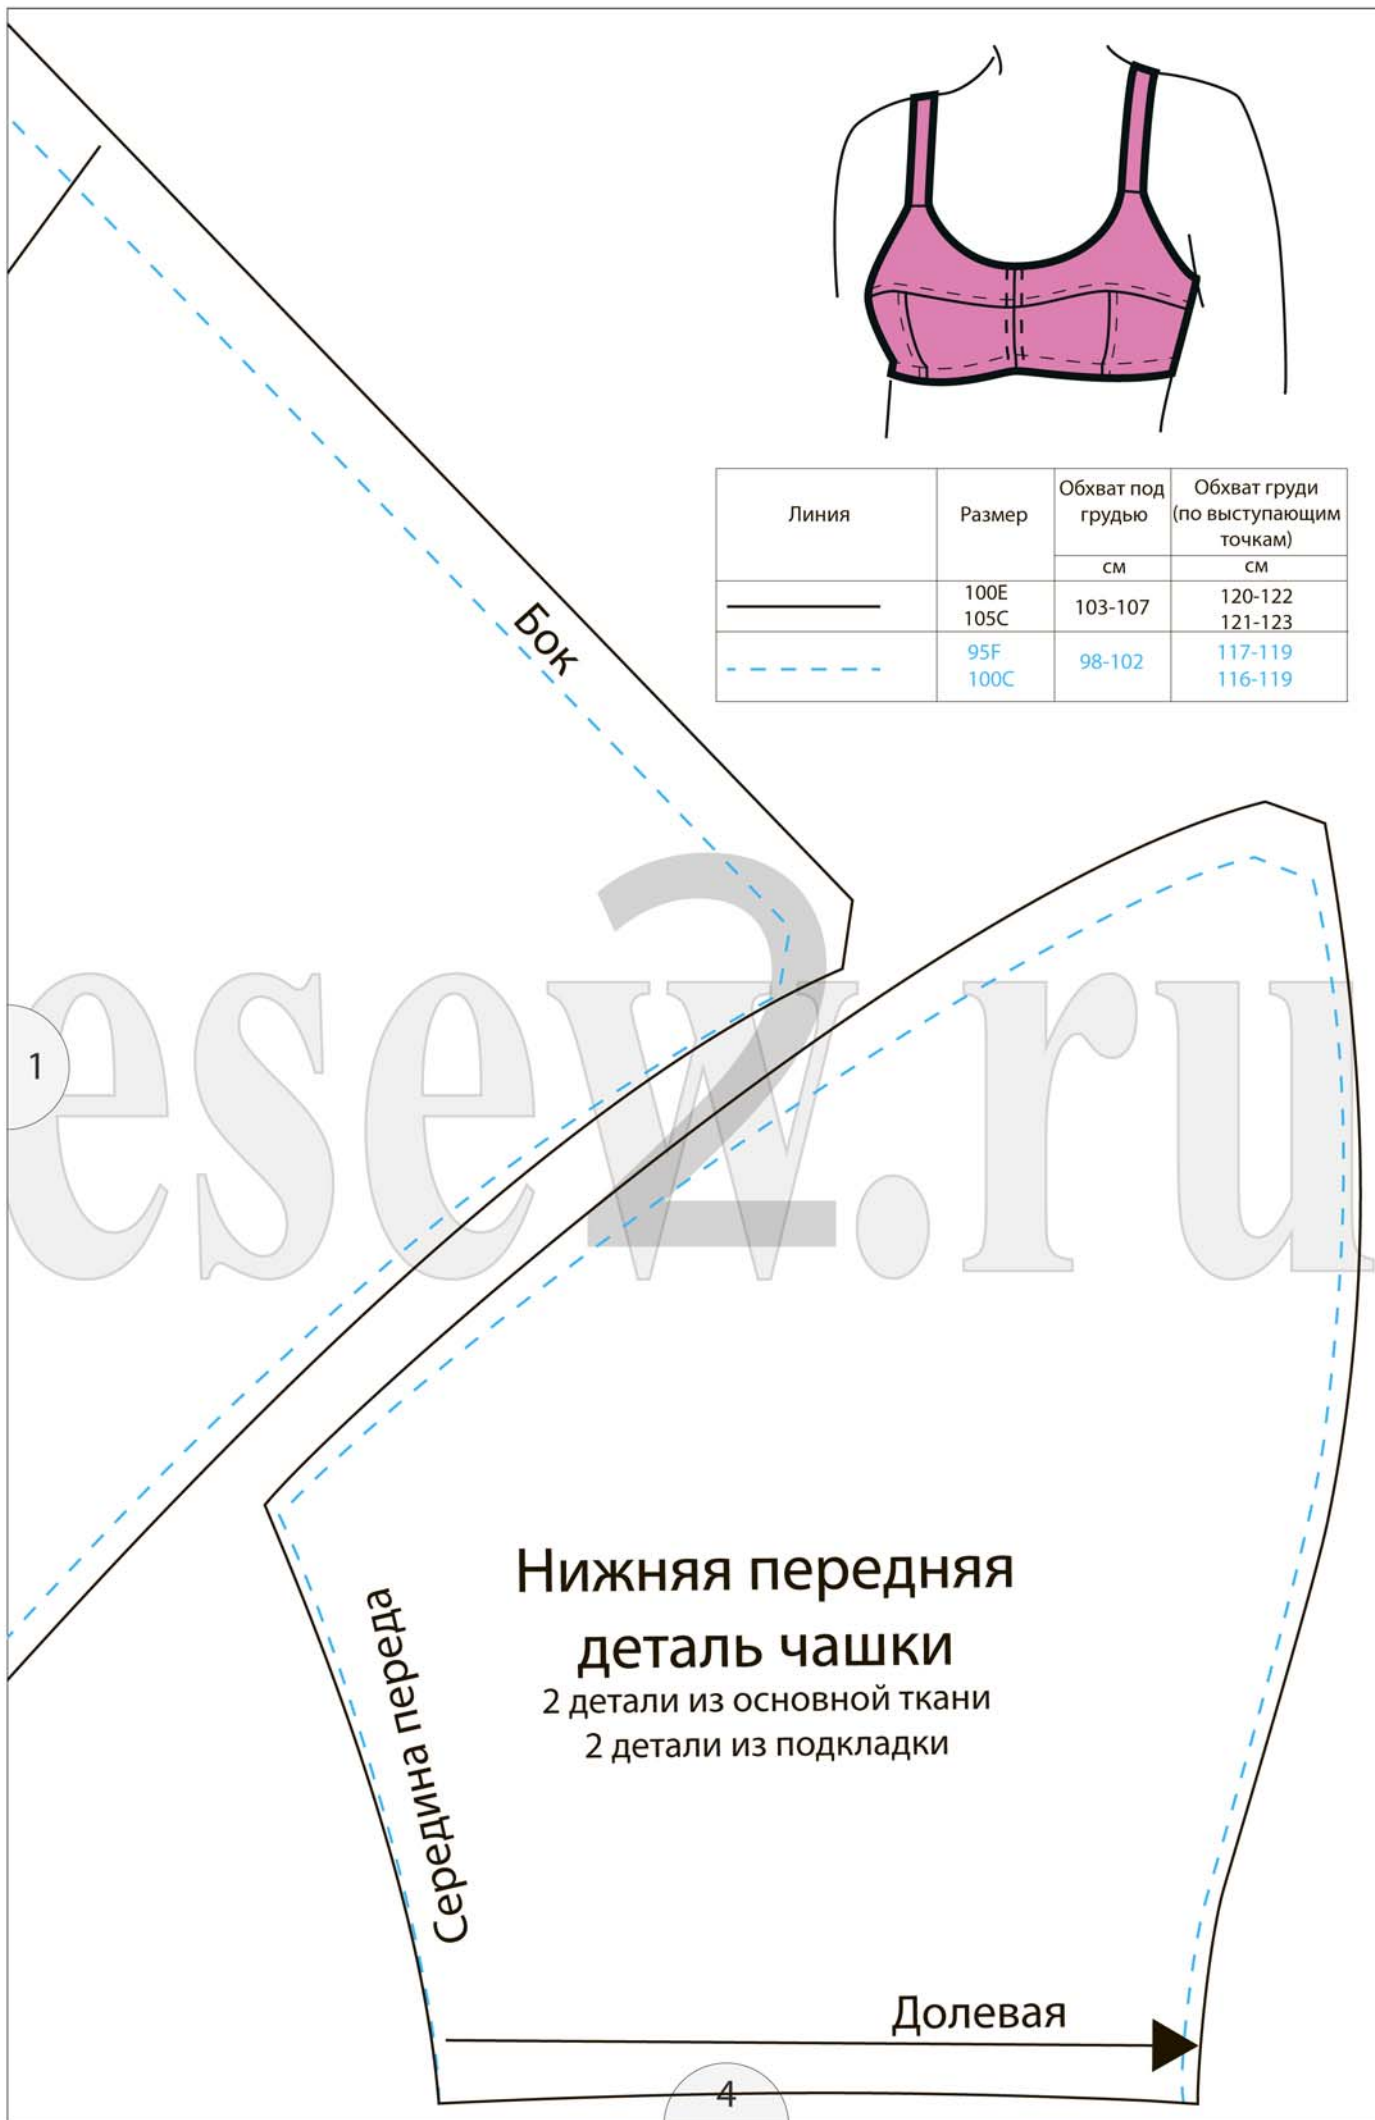 Линия
Размер
Обхват под
грудью
Обхват груди
(по выступающим
точкам)
см
см
100E
105C
103-107
120-122
121-123
95F
100C
98-102
117-119
116-119
Бок
2
esew.ru
1
Нижняя передняя
деталь чашки
2 детали из основной ткани
2 детали из подкладки
Середина переда
Долевая
4